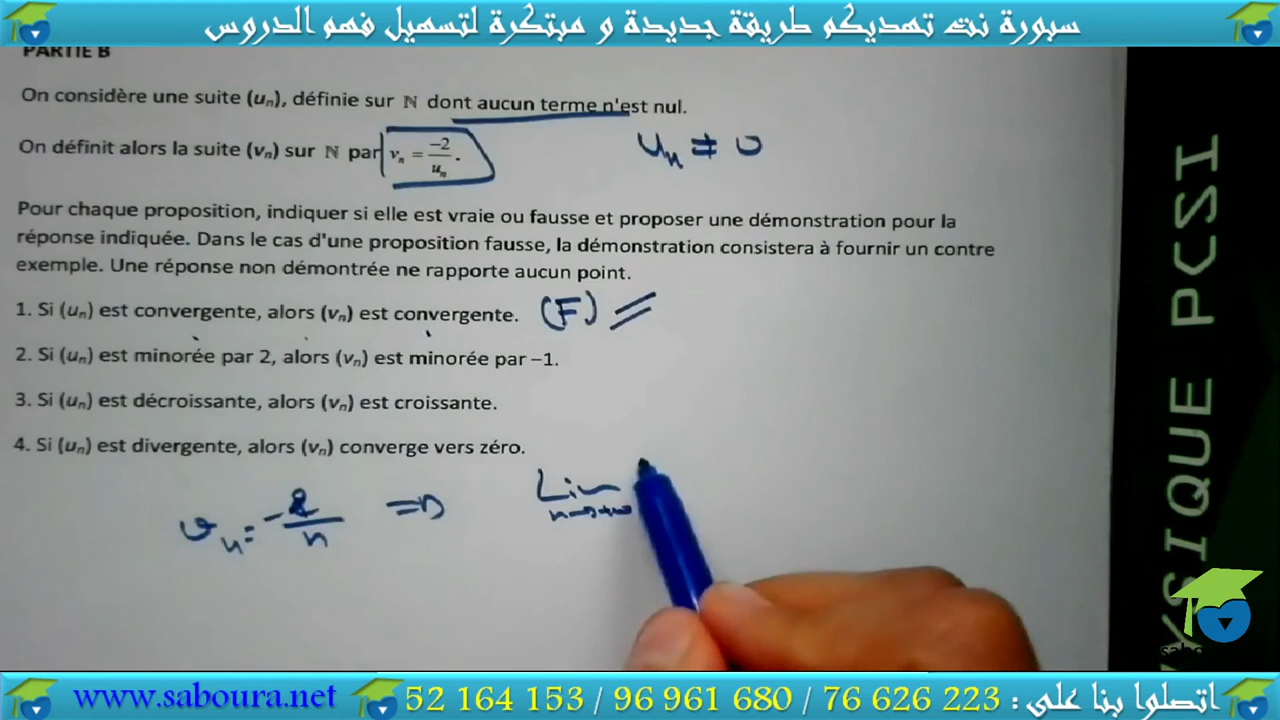 سبورة نت تهديكم طريقة جديدة و مبتكرة لتسهيل فهم الدروس
PARTIE B
On considère une suite (uₙ), définie sur ℕ dont aucun terme n'est nul.
On définit alors la suite (vₙ) sur ℕ par vₙ = -2/uₙ.
uₙ ≠ 0
Pour chaque proposition, indiquer si elle est vraie ou fausse et proposer une démonstration pour la
réponse indiquée. Dans le cas d'une proposition fausse, la démonstration consistera à fournir un contre
exemple. Une réponse non démontrée ne rapporte aucun point.
1. Si (uₙ) est convergente, alors (vₙ) est convergente. (F)
2. Si (uₙ) est minorée par 2, alors (vₙ) est minorée par –1.
3. Si (uₙ) est décroissante, alors (vₙ) est croissante.
4. Si (uₙ) est divergente, alors (vₙ) converge vers zéro.
vₙ = -2/n => Lim
n→+∞
YSIQUE PCSI
www.saboura.net 52 164 153 / 96 961 680 / 76 626 223 : اتصلوا بنا على